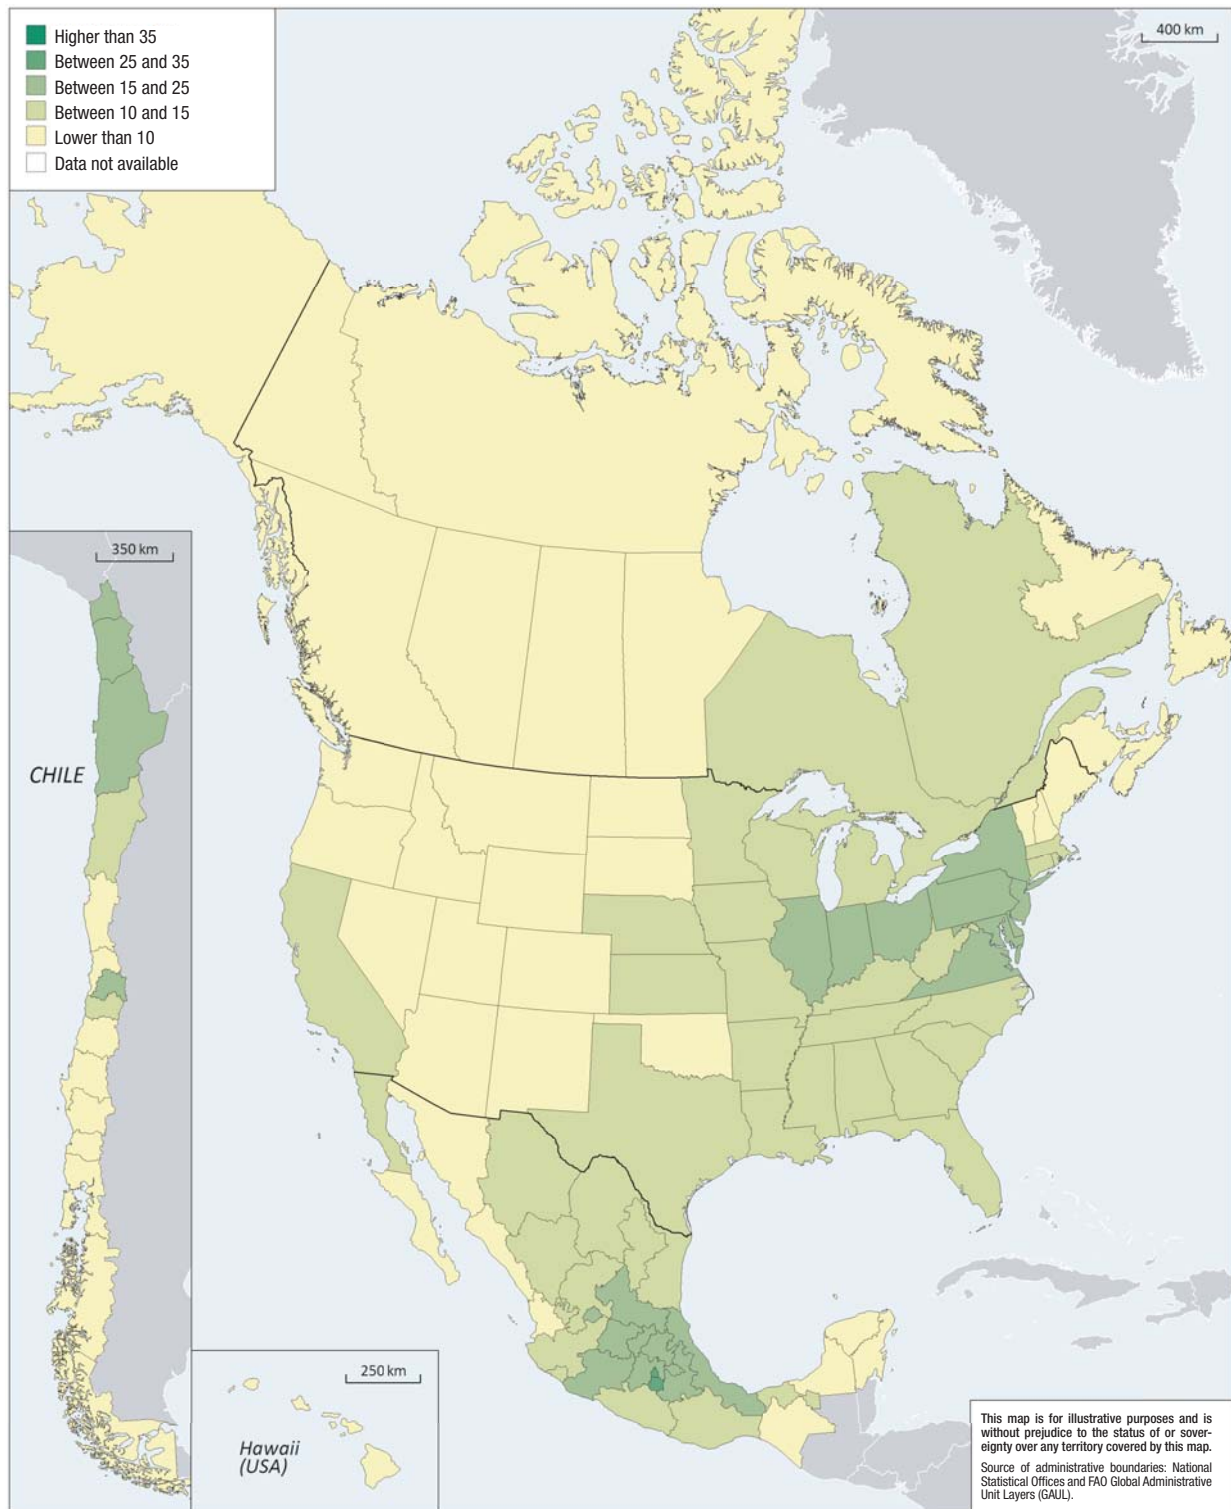 Higher than 35
Between 25 and 35
Between 15 and 25
Between 10 and 15
Lower than 10
Data not available
400 km
350 km
CHILE
250 km
Hawaii
(USA)
This map is for illustrative purposes and is
without prejudice to the status of or sover-
eignty over any territory covered by this map.
Source of administrative boundaries: National
Statistical Offices and FAO Global Administrative
Unit Layers (GAUL).